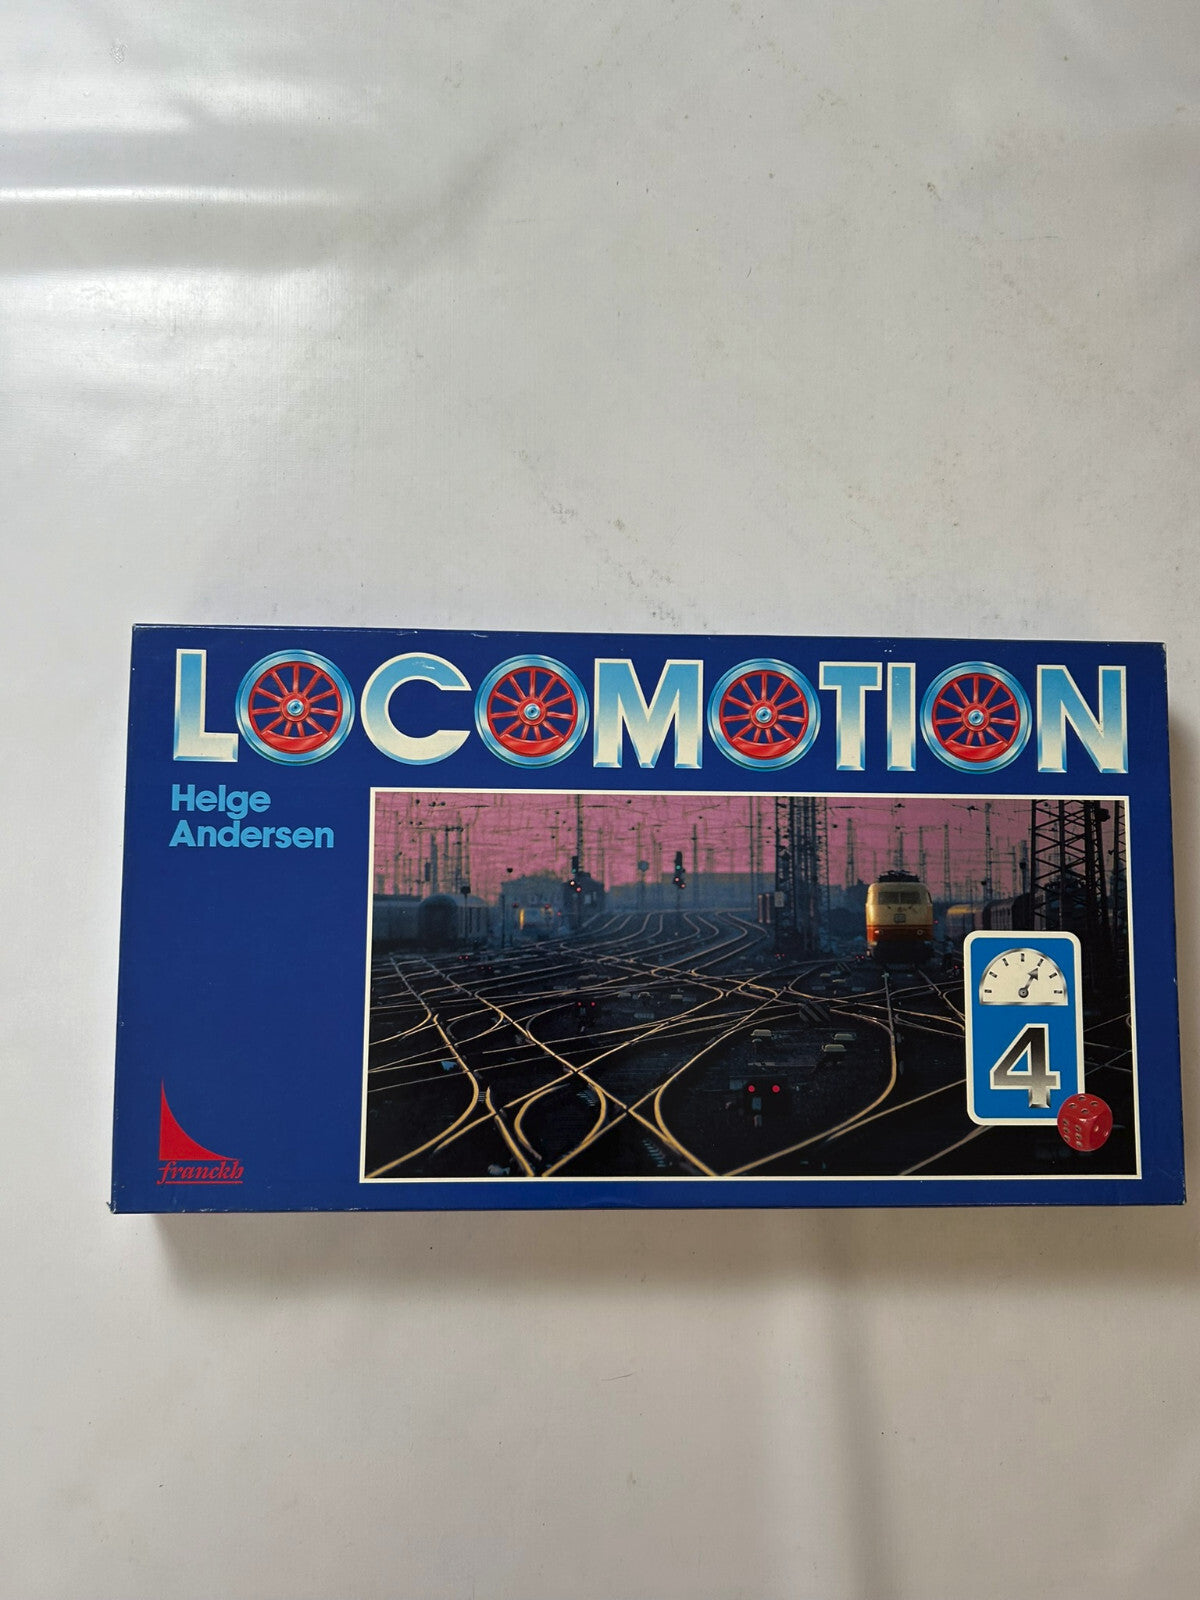 LOCOMOTION
Helge
Andersen
4
franckh